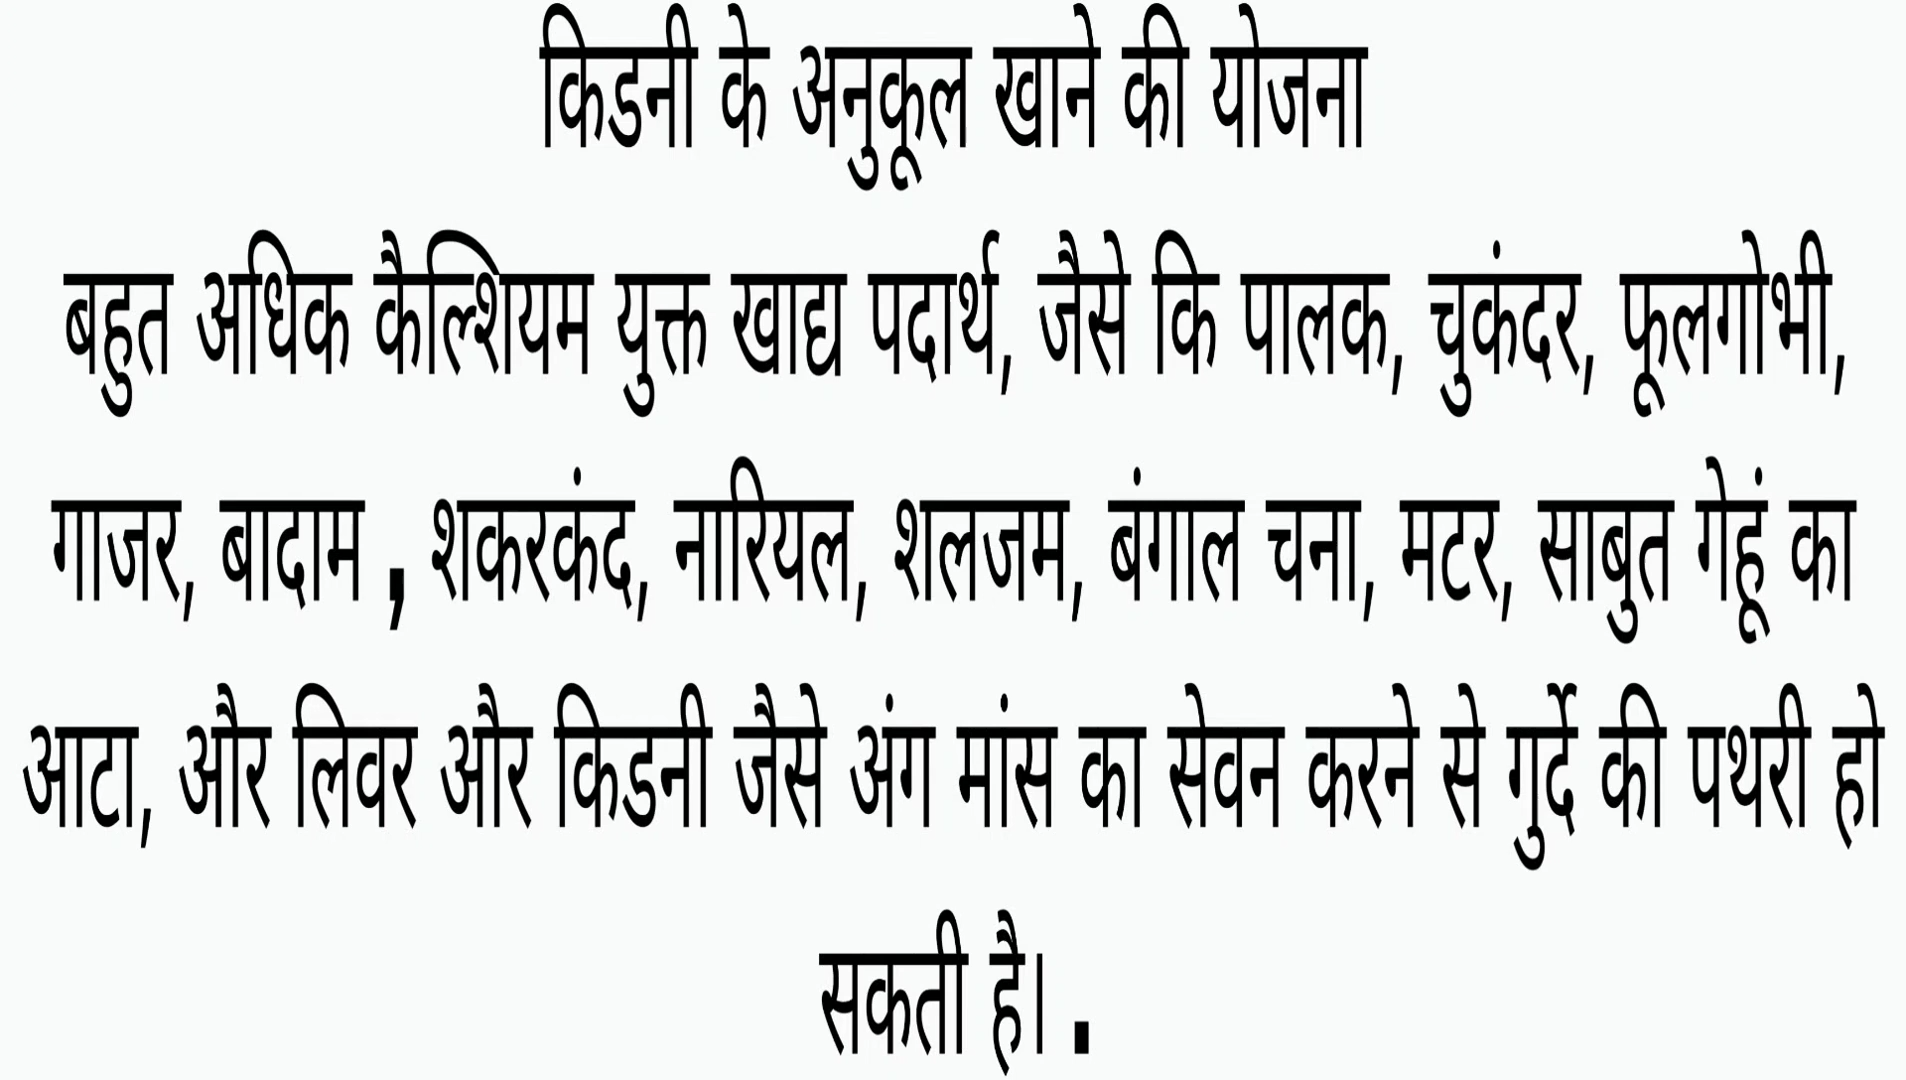 किडनी के अनुकूल खाने की योजना
बहुत अधिक कैल्शियम युक्त खाद्य पदार्थ, जैसे कि पालक, चुकंदर, फूलगोभी,
गाजर, बादाम , शकरकंद, नारियल, शलजम, बंगाल चना, मटर, साबुत गेहूं का
आटा, और लिवर और किडनी जैसे अंग मांस का सेवन करने से गुर्दे की पथरी हो
सकती है। .